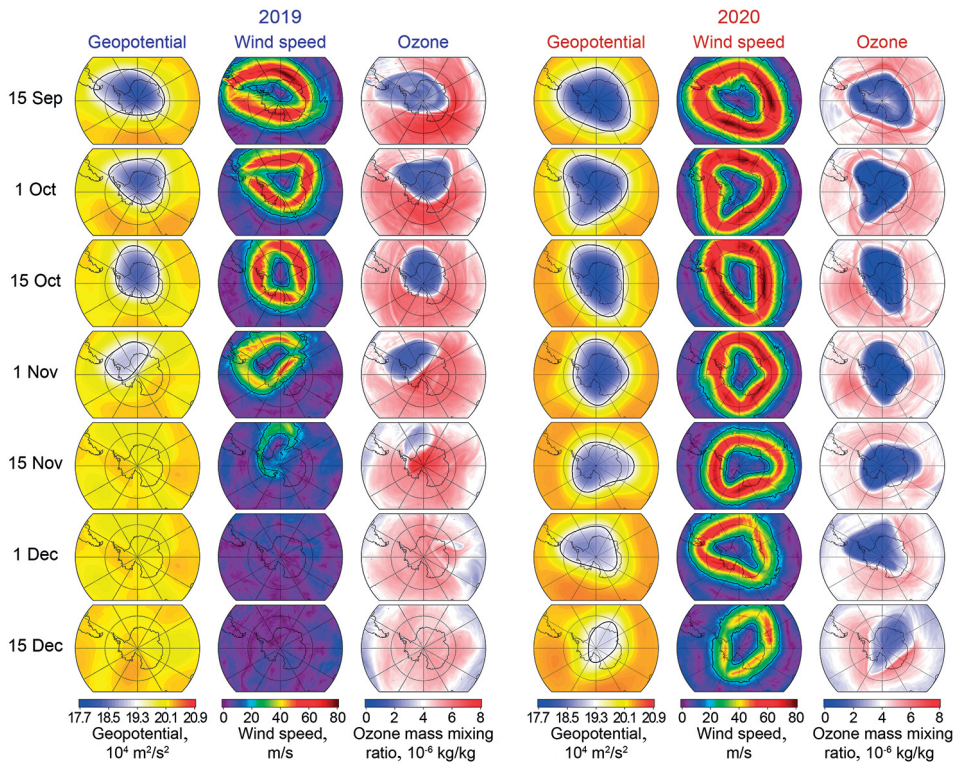 2019 2020
Geopotential Wind speed Ozone Geopotential Wind speed Ozone
15 Sep
1 Oct
15 Oct
1 Nov
15 Nov
1 Dec
15 Dec
17.7 18.5 19.3 20.1 20.9 0 20 40 60 80 0 2 4 6 8 17.7 18.5 19.3 20.1 20.9 0 20 40 60 80 0 2 4 6 8
Geopotential, Wind speed, Ozone mass mixing Geopotential, Wind speed, Ozone mass mixing
10⁴ m²/s² m/s ratio, 10⁻⁶ kg/kg 10⁴ m²/s² m/s ratio, 10⁻⁶ kg/kg